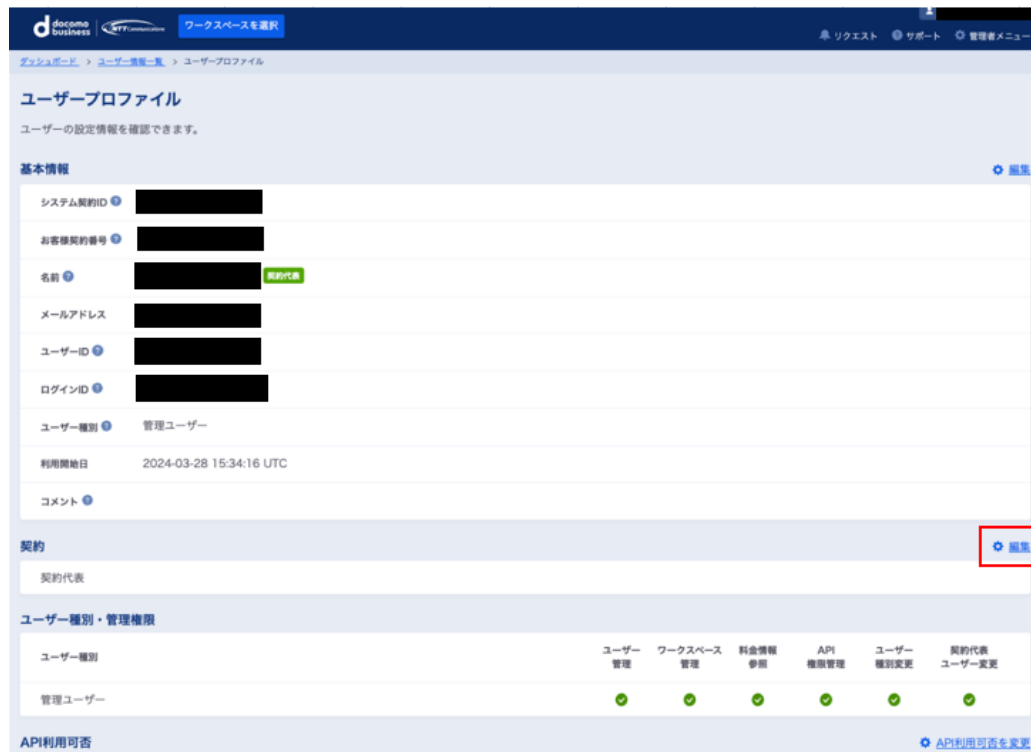 docomo business NTT Communications ワークスペースを選択
リクエスト サポート 管理者メニュー
ダッシュボード > ユーザー情報一覧 > ユーザープロファイル
ユーザープロファイル
ユーザーの設定情報を確認できます。
基本情報 編集
システム契約ID
お客様契約番号
名前 契約代表
メールアドレス
ユーザーID
ログインID
ユーザー種別 管理ユーザー
利用開始日 2024-03-28 15:34:16 UTC
コメント
契約 編集
契約代表
ユーザー種別・管理権限
ユーザー種別 ユーザー管理 ワークスペース管理 料金情報参照 API権限管理 ユーザー種別変更 契約代表ユーザー変更
管理ユーザー
API利用可否 API利用可否を変更